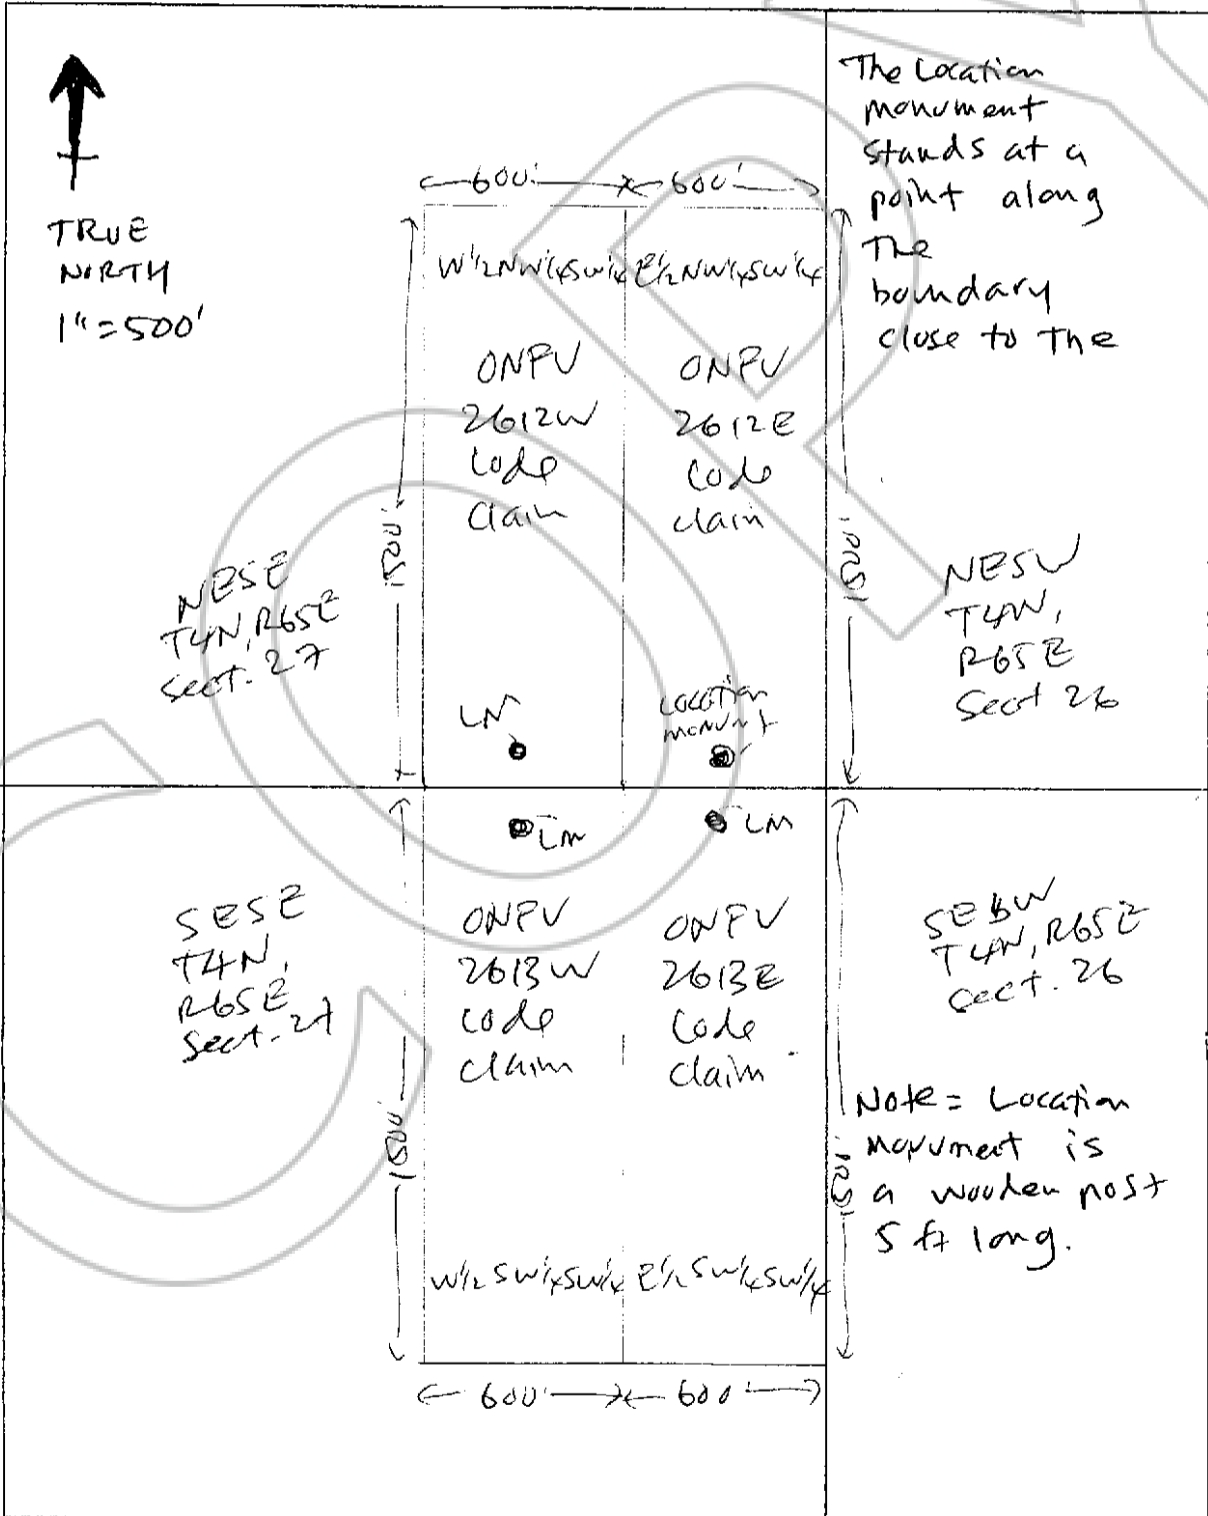 TRUE
NORTH
1" = 500'
The Location
monument
stands at a
point along
The
boundary
close to the
600' 600'
W½NW¼SW¼ E½NW¼SW¼
ONPV
2612W
Code
Claim
ONPV
2612E
Code
claim
1500'
1500'
NESE
T4N, R65E
Sect. 27
NESW
T4N,
R65E
Sect 26
LM
Location
monumt
LM
LM
SESE
T4N,
R65E
Sect. 27
ONPV
2613W
Code
claim
ONPV
2613E
Code
Claim
SESW
T4N, R65E
Sect. 26
1500'
1500'
Note = Location
Monument is
a wooden post
5 ft long.
W½SW¼SW¼ E½SW¼SW¼
600' 600'
COPY